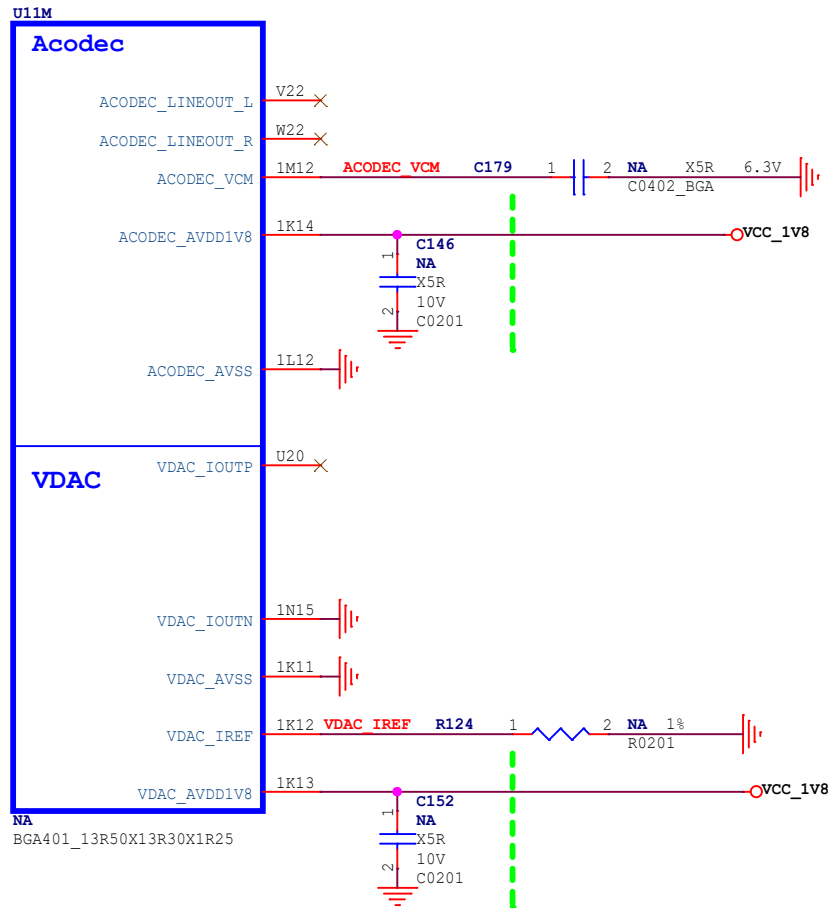 U11M
Acodec
ACODEC_LINEOUT_L V22
ACODEC_LINEOUT_R W22
ACODEC_VCM 1M12 ACODEC_VCM C179 1 2 NA X5R 6.3V
C0402_BGA
ACODEC_AVDD1V8 1K14 VCC_1V8
C146
1 NA
X5R
10V
2 C0201
ACODEC_AVSS 1L12
VDAC
VDAC_IOUTP U20
VDAC_IOUTN 1N15
VDAC_AVSS 1K11
VDAC_IREF 1K12 VDAC_IREF R124 1 2 NA 1%
R0201
VDAC_AVDD1V8 1K13 VCC_1V8
C152
1 NA
X5R
10V
2 C0201
NA
BGA401_13R50X13R30X1R25